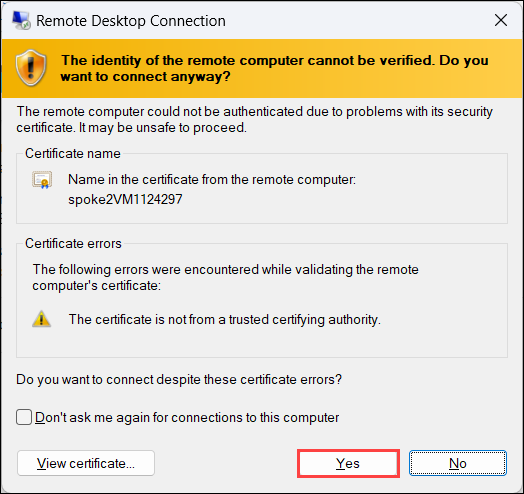 Remote Desktop Connection
The identity of the remote computer cannot be verified. Do you
want to connect anyway?
The remote computer could not be authenticated due to problems with its security
certificate. It may be unsafe to proceed.
Certificate name
Name in the certificate from the remote computer:
spoke2VM1124297
Certificate errors
The following errors were encountered while validating the remote
computer's certificate:
The certificate is not from a trusted certifying authority.
Do you want to connect despite these certificate errors?
Don't ask me again for connections to this computer
View certificate... Yes No